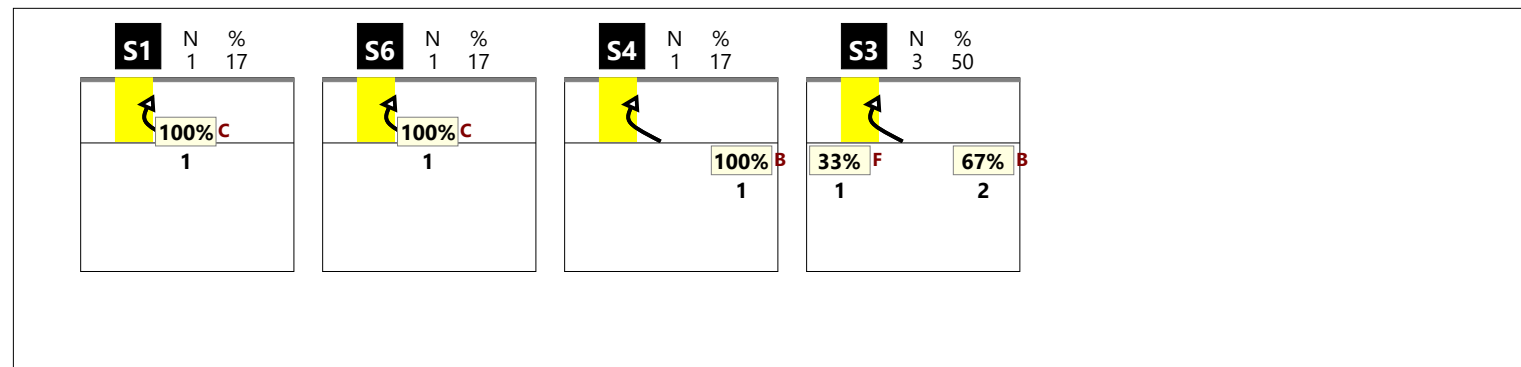 S1 N % 1 17
100% C
1
S6 N % 1 17
100% C
1
S4 N % 1 17
100% B
1
S3 N % 3 50
33% F 67% B
1 2